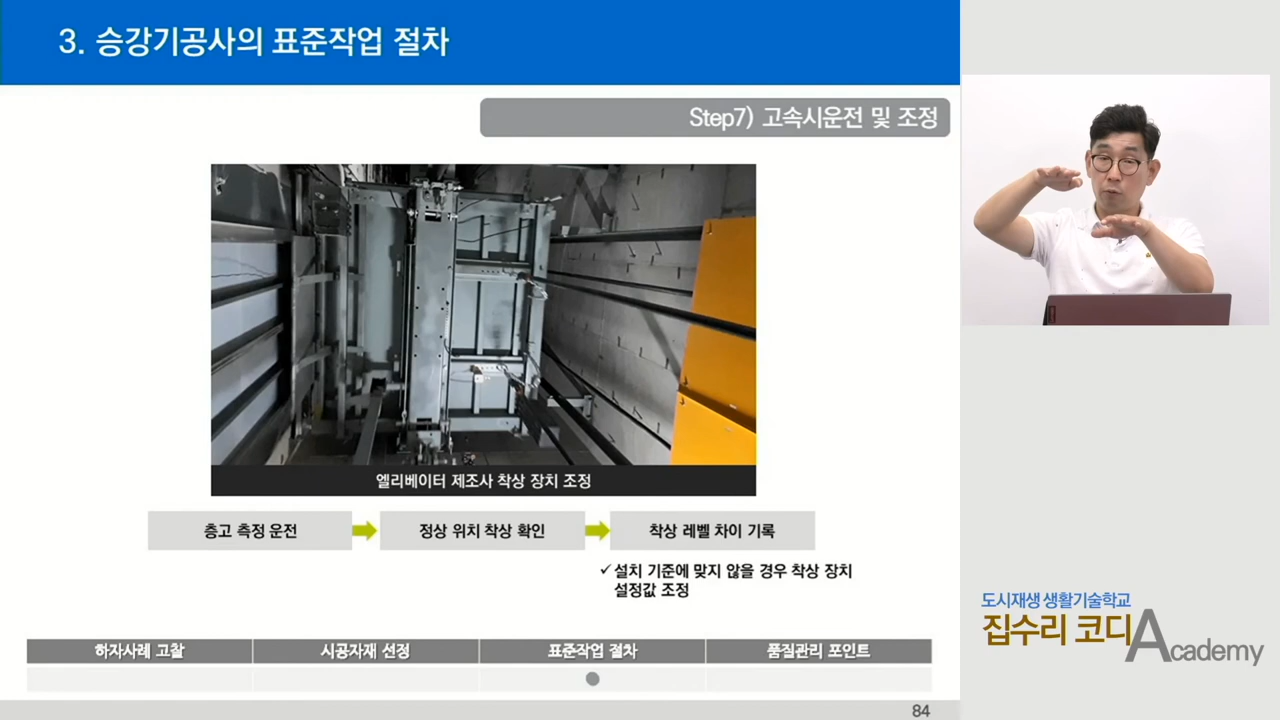 3. 승강기공사의 표준작업 절차
Step7) 고속시운전 및 조정
엘리베이터 제조사 착상 장치 조정
층고 측정 운전
정상 위치 착상 확인
착상 레벨 차이 기록
✓설치 기준에 맞지 않을 경우 착상 장치
설정값 조정
하자사례 고찰
시공자재 선정
표준작업 절차
품질관리 포인트
84
도시재생 생활기술학교
집수리 코디Academy